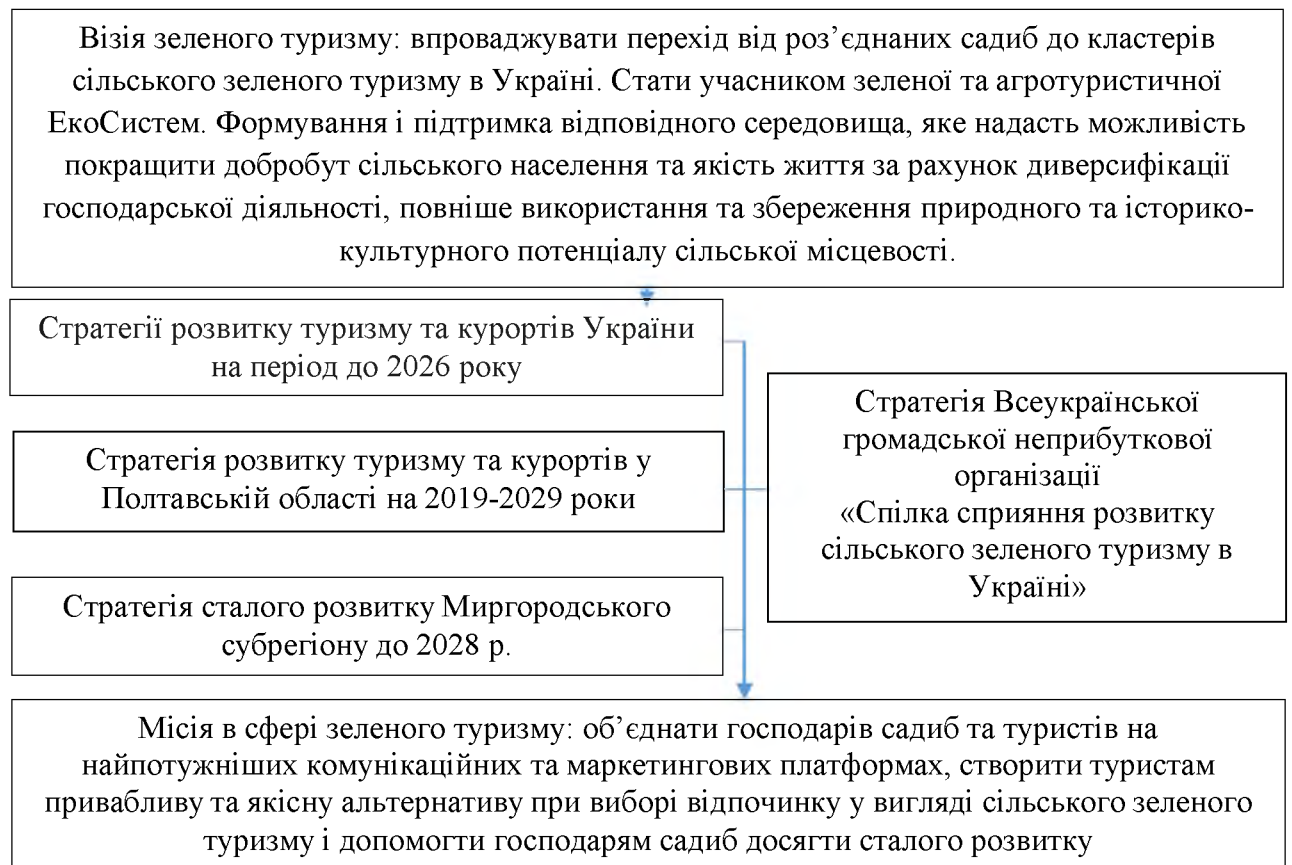 Візія зеленого туризму: впроваджувати перехід від роз’єднаних садиб до кластерів
сільського зеленого туризму в Україні. Стати учасником зеленої та агротуристичної
ЕкоСистем. Формування і підтримка відповідного середовища, яке надасть можливість
покращити добробут сільського населення та якість життя за рахунок диверсифікації
господарської діяльності, повніше використання та збереження природного та історико-
культурного потенціалу сільської місцевості.
Стратегії розвитку туризму та курортів України
на період до 2026 року
Стратегія розвитку туризму та курортів у
Полтавській області на 2019-2029 роки
Стратегія сталого розвитку Миргородського
субрегіону до 2028 р.
Стратегія Всеукраїнської
громадської неприбуткової
організації
«Спілка сприяння розвитку
сільського зеленого туризму в
Україні»
Місія в сфері зеленого туризму: об’єднати господарів садиб та туристів на
найпотужніших комунікаційних та маркетингових платформах, створити туристам
привабливу та якісну альтернативу при виборі відпочинку у вигляді сільського зеленого
туризму і допомогти господарям садиб досягти сталого розвитку